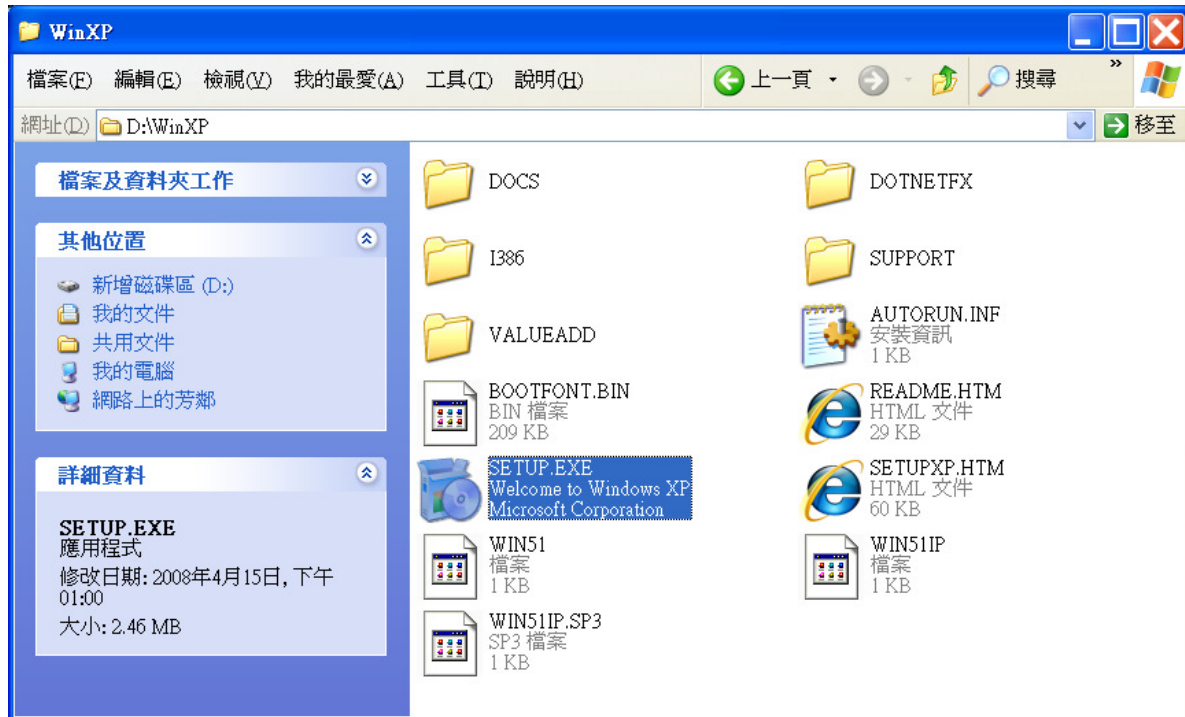 WinXP
檔案(F) 編輯(E) 檢視(V) 我的最愛(A) 工具(T) 說明(H) 上一頁 搜尋 »
網址(D) D:\WinXP 移至
檔案及資料夾工作
其他位置
新增磁碟區 (D:)
我的文件
共用文件
我的電腦
網路上的芳鄰
詳細資料
SETUP.EXE
應用程式
修改日期: 2008年4月15日, 下午
01:00
大小: 2.46 MB
DOCS
DOTNETFX
I386
SUPPORT
VALUEADD
AUTORUN.INF
安裝資訊
1 KB
BOOTFONT.BIN
BIN 檔案
209 KB
README.HTM
HTML 文件
29 KB
SETUP.EXE
Welcome to Windows XP
Microsoft Corporation
SETUPXP.HTM
HTML 文件
60 KB
WIN51
檔案
1 KB
WIN51IP
檔案
1 KB
WIN51IP.SP3
SP3 檔案
1 KB